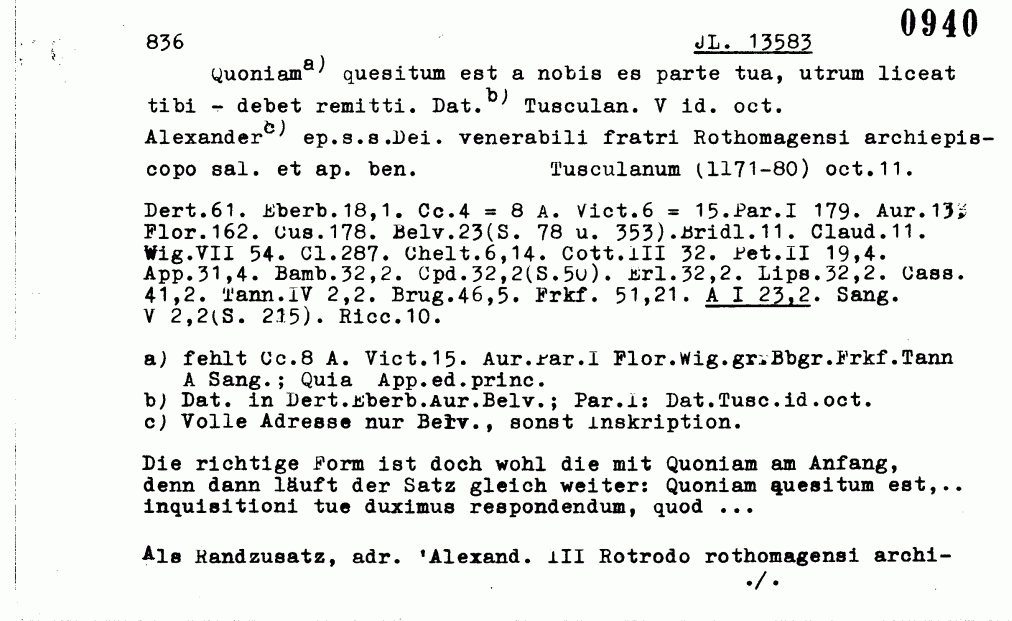 0940
836 JL. 13583
Quoniam a) quesitum est a nobis es parte tua, utrum liceat
tibi - debet remitti. Dat. b) Tusculan. V id. oct.
Alexander c) ep.s.s.Dei. venerabili fratri Rothomagensi archiepis-
copo sal. et ap. ben. Tusculanum (1171-80) oct.11.
Dert.61. Eberb.18,1. Cc.4 = 8 A. Vict.6 = 15.Par.I 179. Aur.13;
Flor.162. Cus.178. Belv.23(S. 78 u. 353).Bridl.11. Claud.11.
Wig.VII 54. Cl.287. Chelt.6,14. Cott.III 32. Pet.II 19,4.
App.31,4. Bamb.32,2. Cpd.32,2(S.50). Erl.32,2. Lips.32,2. Cass.
41,2. Tann.IV 2,2. Brug.46,5. Frkf. 51,21. A I 23,2. Sang.
V 2,2(S. 215). Ricc.10.
a) fehlt Cc.8 A. Vict.15. Aur.Par.I Flor.Wig.gr.Bbgr.Frkf.Tann
A Sang.; Quia App.ed.princ.
b) Dat. in Dert.Eberb.Aur.Belv.; Par.I: Dat.Tusc.id.oct.
c) Volle Adresse nur Belv., sonst Inskription.
Die richtige Form ist doch wohl die mit Quoniam am Anfang,
denn dann läuft der Satz gleich weiter: Quoniam quesitum est,..
inquisitioni tue duximus respondendum, quod ...
Als Randzusatz, adr. 'Alexand. III Rotrodo rothomagensi archi-
./.